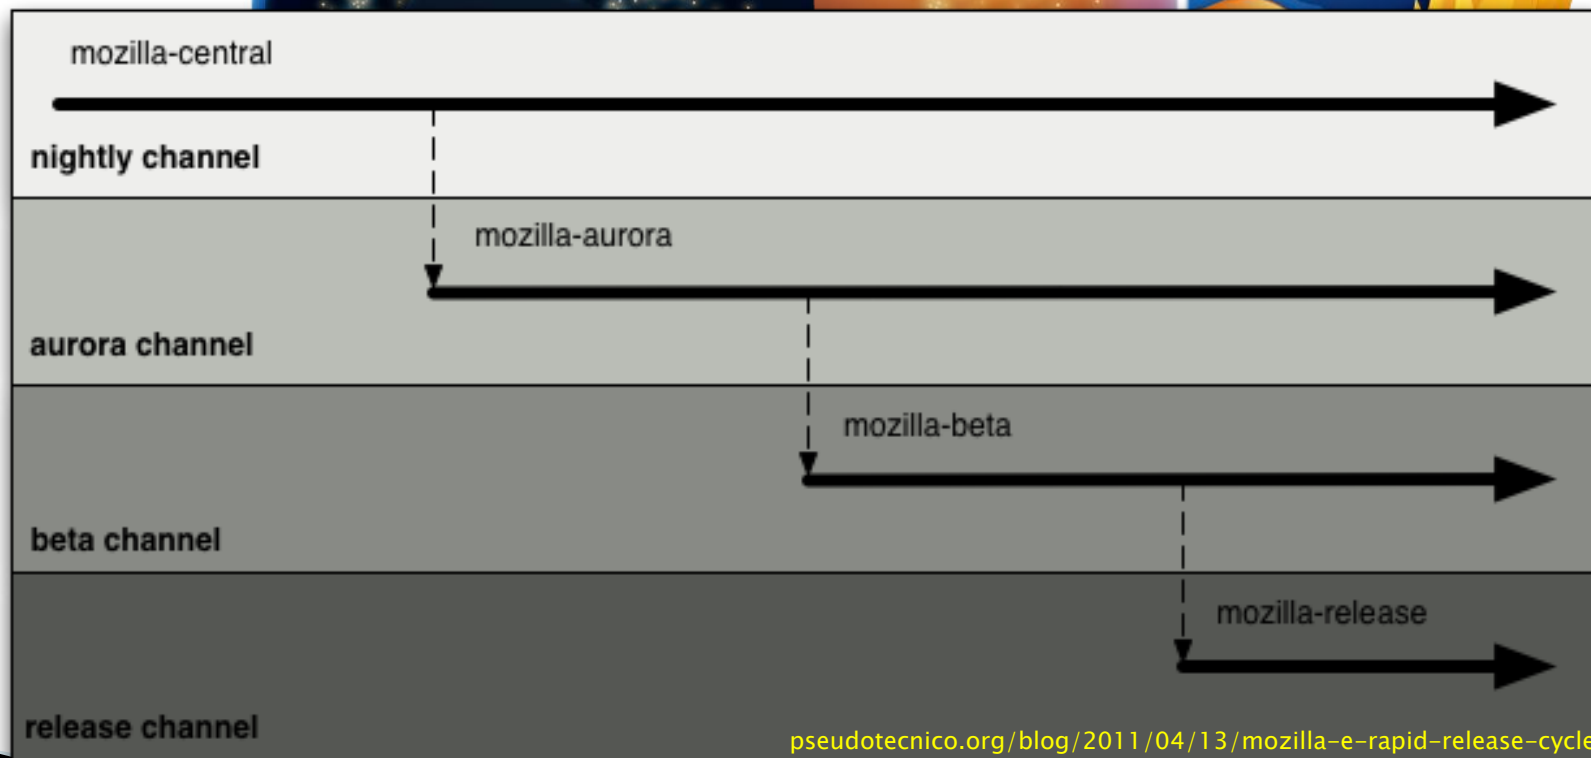 mozilla-central
nightly channel
mozilla-aurora
aurora channel
mozilla-beta
beta channel
mozilla-release
release channel
pseudotecnico.org/blog/2011/04/13/mozilla-e-rapid-release-cycle